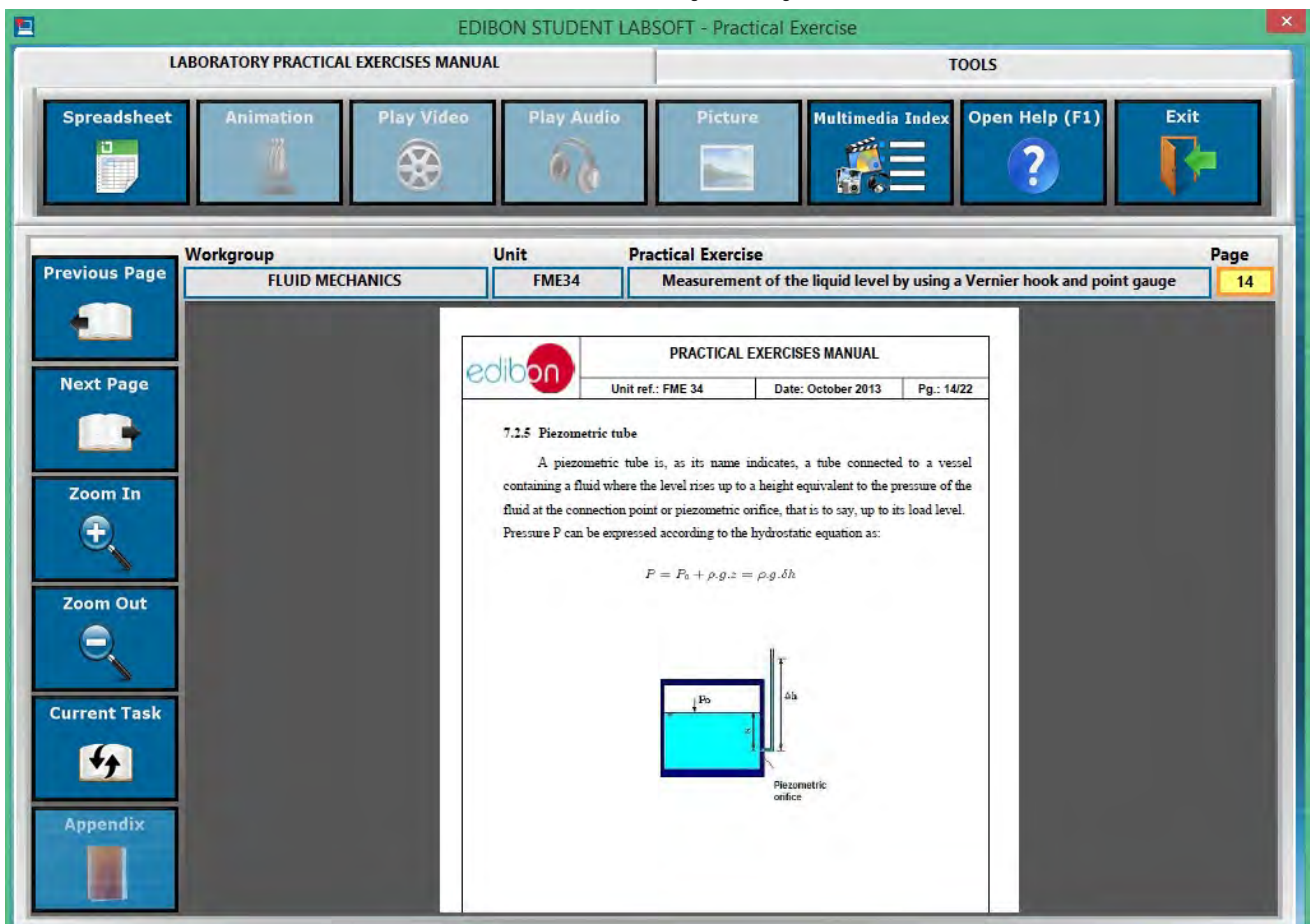 EDIBON STUDENT LABSOFT - Practical Exercise
LABORATORY PRACTICAL EXERCISES MANUAL
TOOLS
Spreadsheet
Animation
Play Video
Play Audio
Picture
Multimedia Index
Open Help (F1)
Exit
Previous Page
Next Page
Zoom In
Zoom Out
Current Task
Appendix
Workgroup
FLUID MECHANICS
Unit
FME34
Practical Exercise
Measurement of the liquid level by using a Vernier hook and point gauge
Page
14
edibon
PRACTICAL EXERCISES MANUAL
Unit ref.: FME 34
Date: October 2013
Pg.: 14/22
7.2.5 Piezometric tube
A piezometric tube is, as its name indicates, a tube connected to a vessel
containing a fluid where the level rises up to a height equivalent to the pressure of the
fluid at the connection point or piezometric orifice, that is to say, up to its load level.
Pressure P can be expressed according to the hydrostatic equation as:
P = P₀ + ρ.g.z = ρ.g.δh
Po
Δh
z
Piezometric
orifice